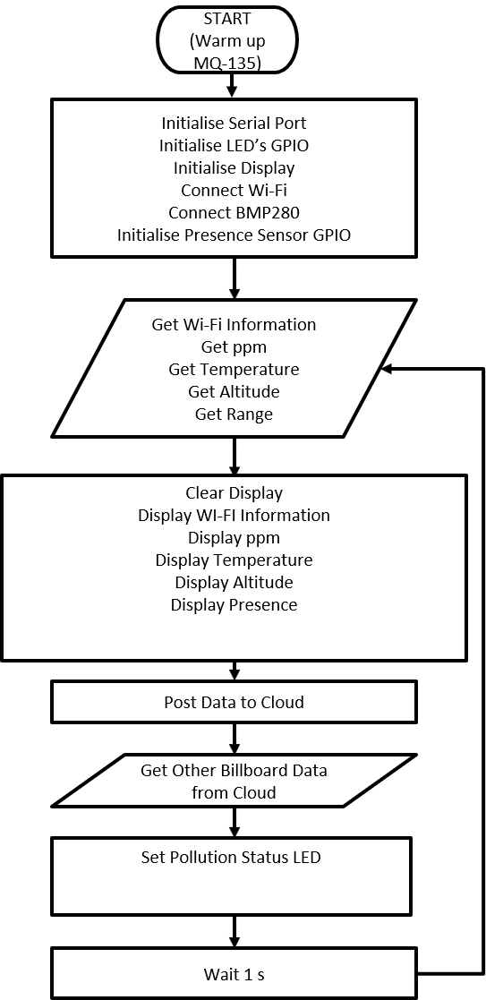 START
(Warm up
MQ-135)
Initialise Serial Port
Initialise LED’s GPIO
Initialise Display
Connect Wi-Fi
Connect BMP280
Initialise Presence Sensor GPIO
Get Wi-Fi Information
Get ppm
Get Temperature
Get Altitude
Get Range
Clear Display
Display WI-FI Information
Display ppm
Display Temperature
Display Altitude
Display Presence
Post Data to Cloud
Get Other Billboard Data
from Cloud
Set Pollution Status LED
Wait 1 s